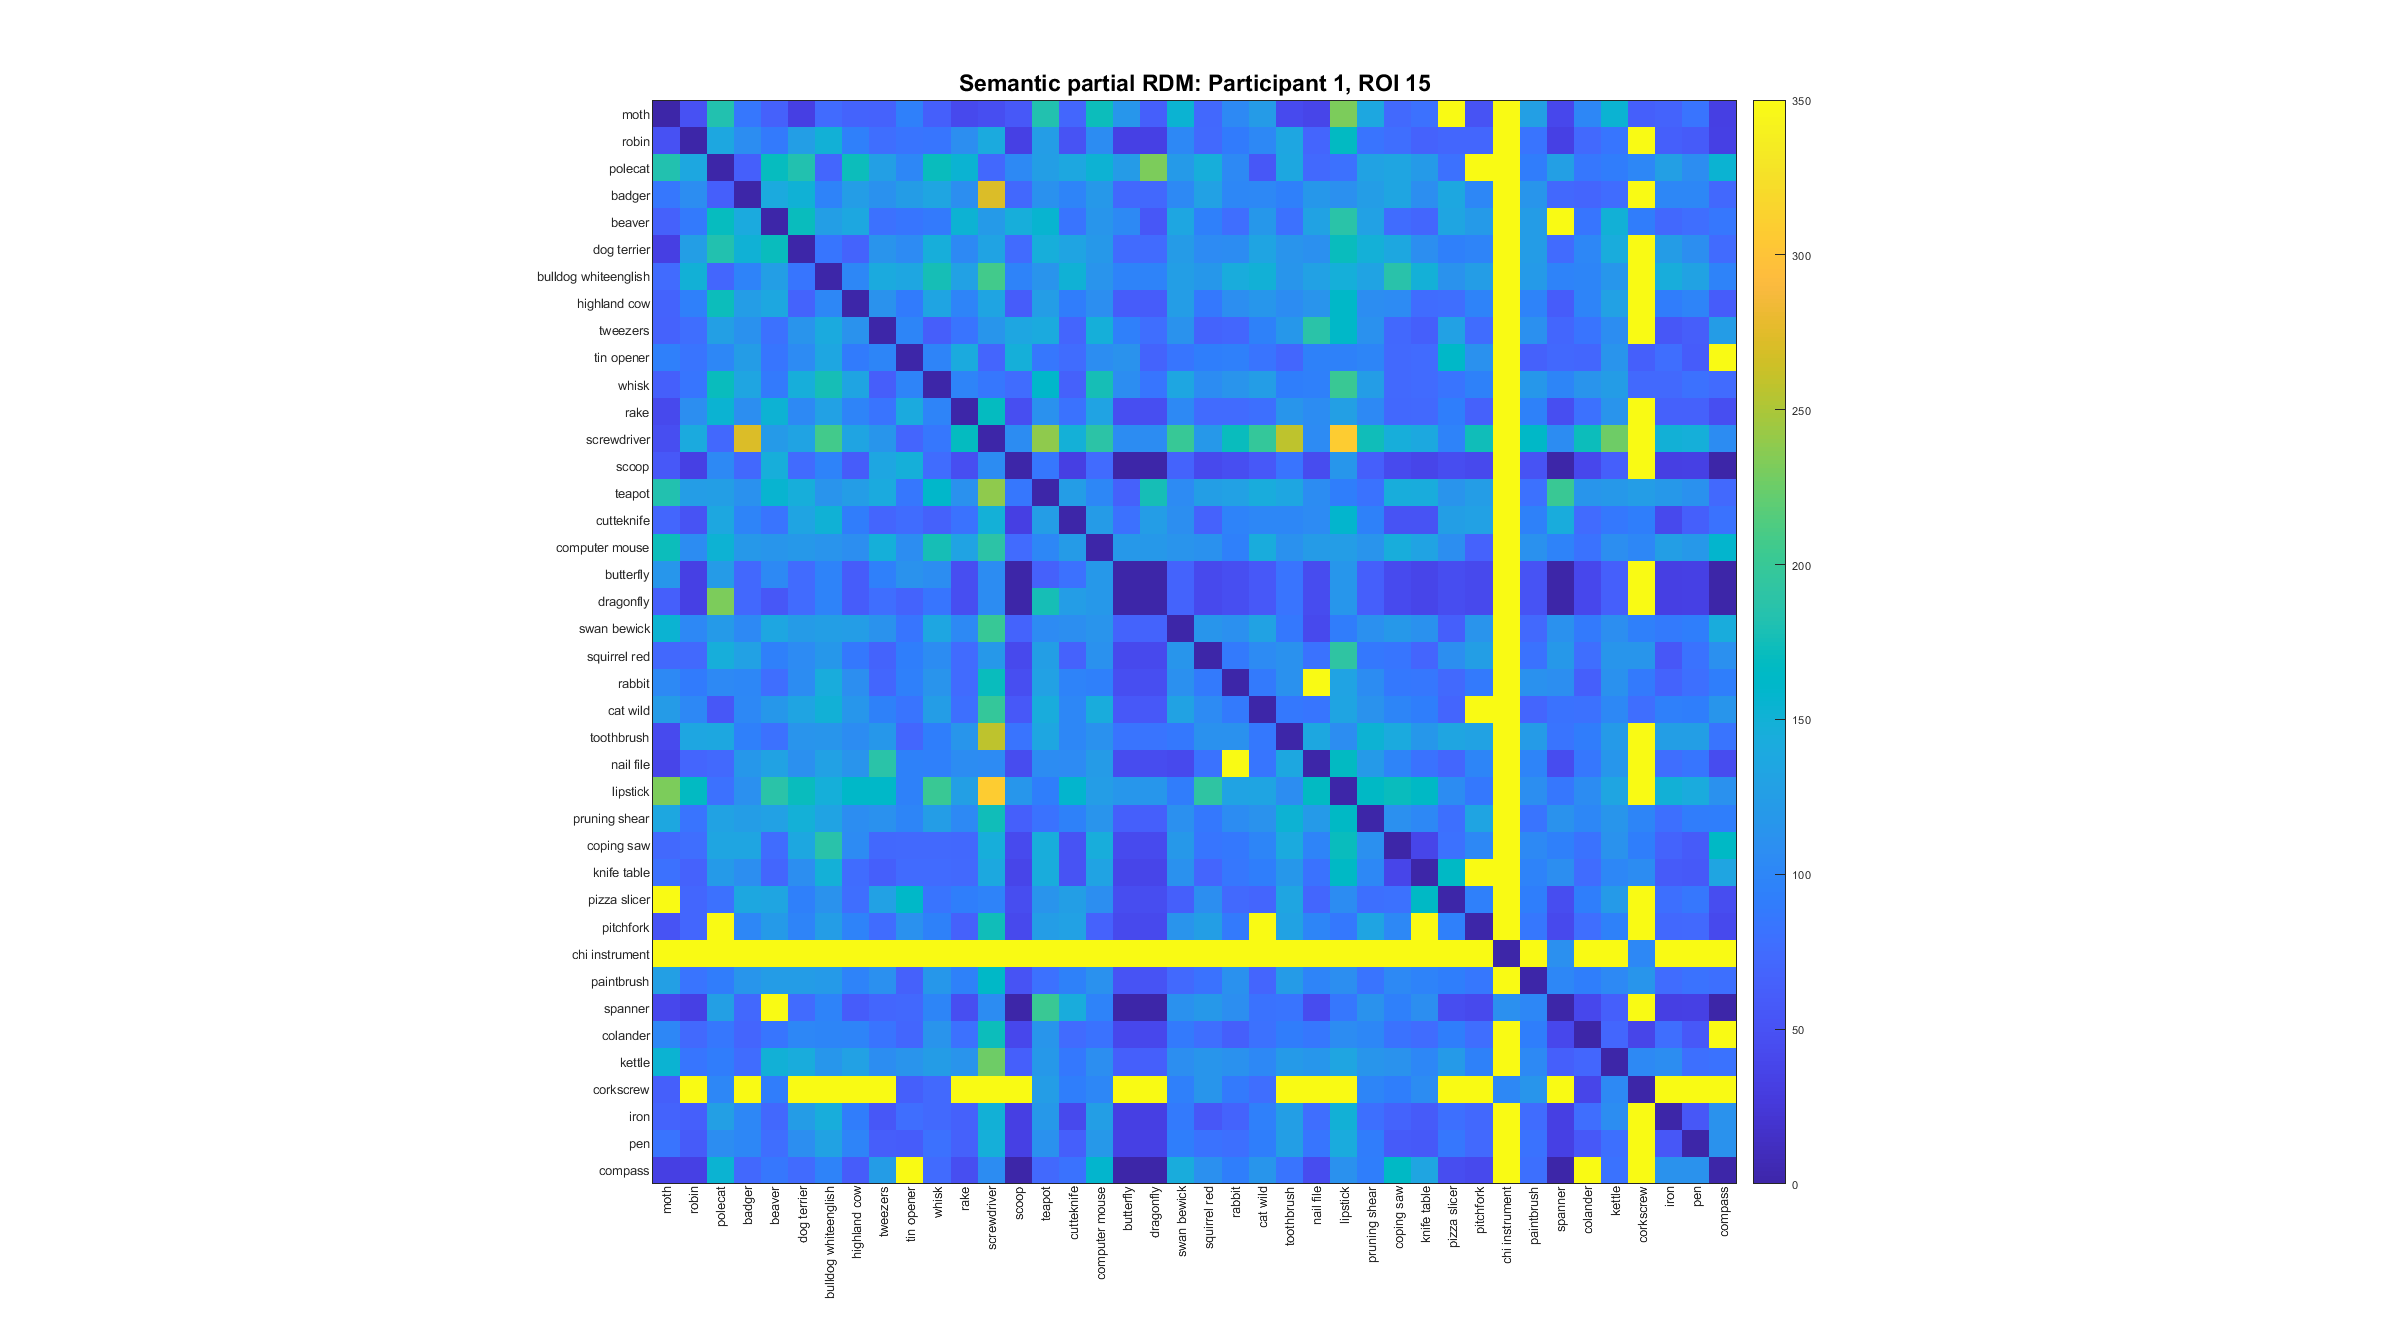 Semantic partial RDM: Participant 1, ROI 15
moth
robin
polecat
badger
beaver
dog terrier
bulldog whiteenglish
highland cow
tweezers
tin opener
whisk
rake
screwdriver
scoop
teapot
cutteknife
computer mouse
butterfly
dragonfly
swan bewick
squirrel red
rabbit
cat wild
toothbrush
nail file
lipstick
pruning shear
coping saw
knife table
pizza slicer
pitchfork
chi instrument
paintbrush
spanner
colander
kettle
corkscrew
iron
pen
compass
moth
robin
polecat
badger
beaver
dog terrier
bulldog whiteenglish
highland cow
tweezers
tin opener
whisk
rake
screwdriver
scoop
teapot
cutteknife
computer mouse
butterfly
dragonfly
swan bewick
squirrel red
rabbit
cat wild
toothbrush
nail file
lipstick
pruning shear
coping saw
knife table
pizza slicer
pitchfork
chi instrument
paintbrush
spanner
colander
kettle
corkscrew
iron
pen
compass
350
300
250
200
150
100
50
0